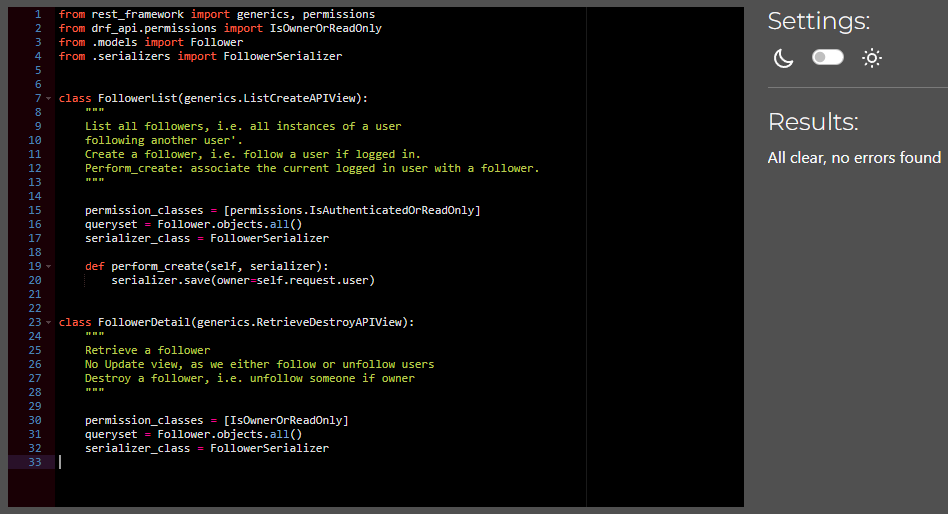 1 from rest_framework import generics, permissions
2 from drf_api.permissions import IsOwnerOrReadOnly
3 from .models import Follower
4 from .serializers import FollowerSerializer
5
6
7 class FollowerList(generics.ListCreateAPIView):
8     """
9     List all followers, i.e. all instances of a user
10     following another user'.
11     Create a follower, i.e. follow a user if logged in.
12     Perform_create: associate the current logged in user with a follower.
13     """
14
15     permission_classes = [permissions.IsAuthenticatedOrReadOnly]
16     queryset = Follower.objects.all()
17     serializer_class = FollowerSerializer
18
19     def perform_create(self, serializer):
20         serializer.save(owner=self.request.user)
21
22
23 class FollowerDetail(generics.RetrieveDestroyAPIView):
24     """
25     Retrieve a follower
26     No Update view, as we either follow or unfollow users
27     Destroy a follower, i.e. unfollow someone if owner
28     """
29
30     permission_classes = [IsOwnerOrReadOnly]
31     queryset = Follower.objects.all()
32     serializer_class = FollowerSerializer
33
Settings:
Results:
All clear, no errors found